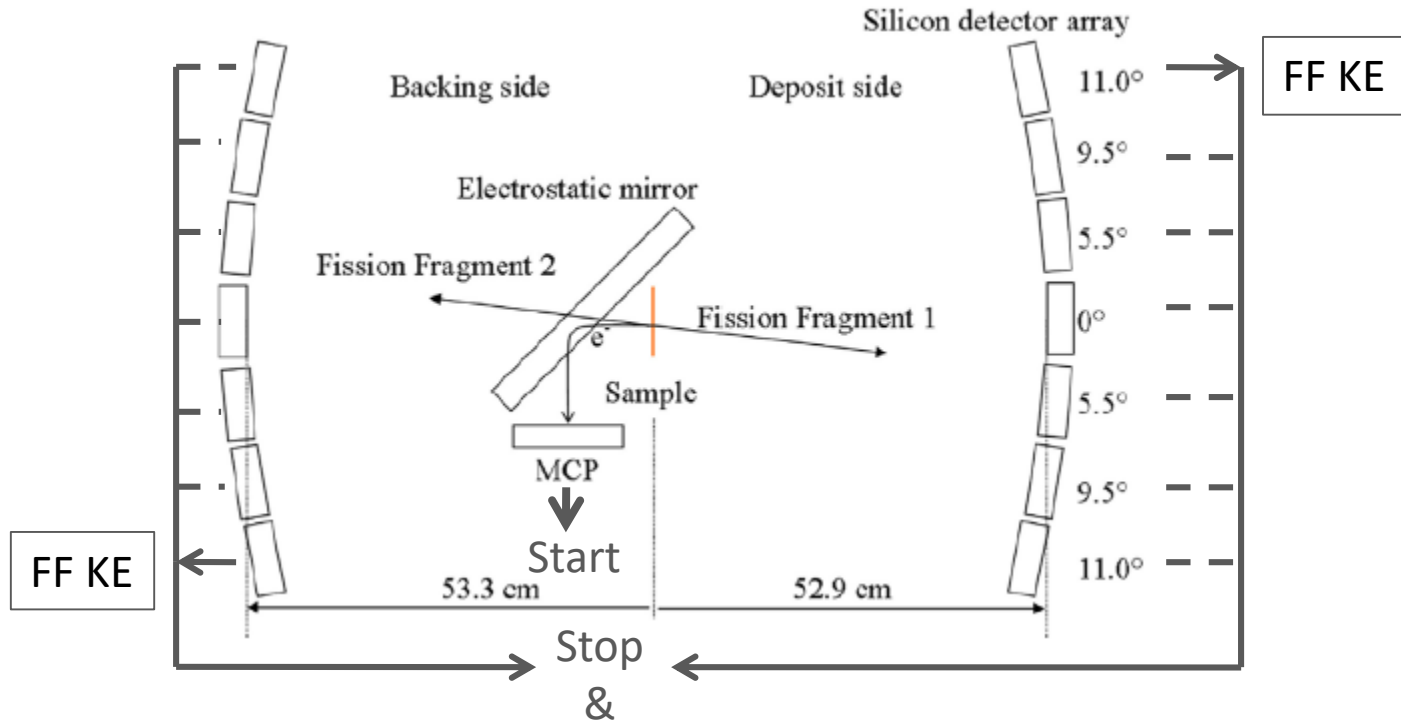 Silicon detector array
Backing side
Deposit side
11.0°
FF KE
9.5°
Electrostatic mirror
5.5°
Fission Fragment 2
e-
Fission Fragment 1
0°
Sample
5.5°
MCP
9.5°
Start
FF KE
11.0°
53.3 cm
52.9 cm
Stop
&